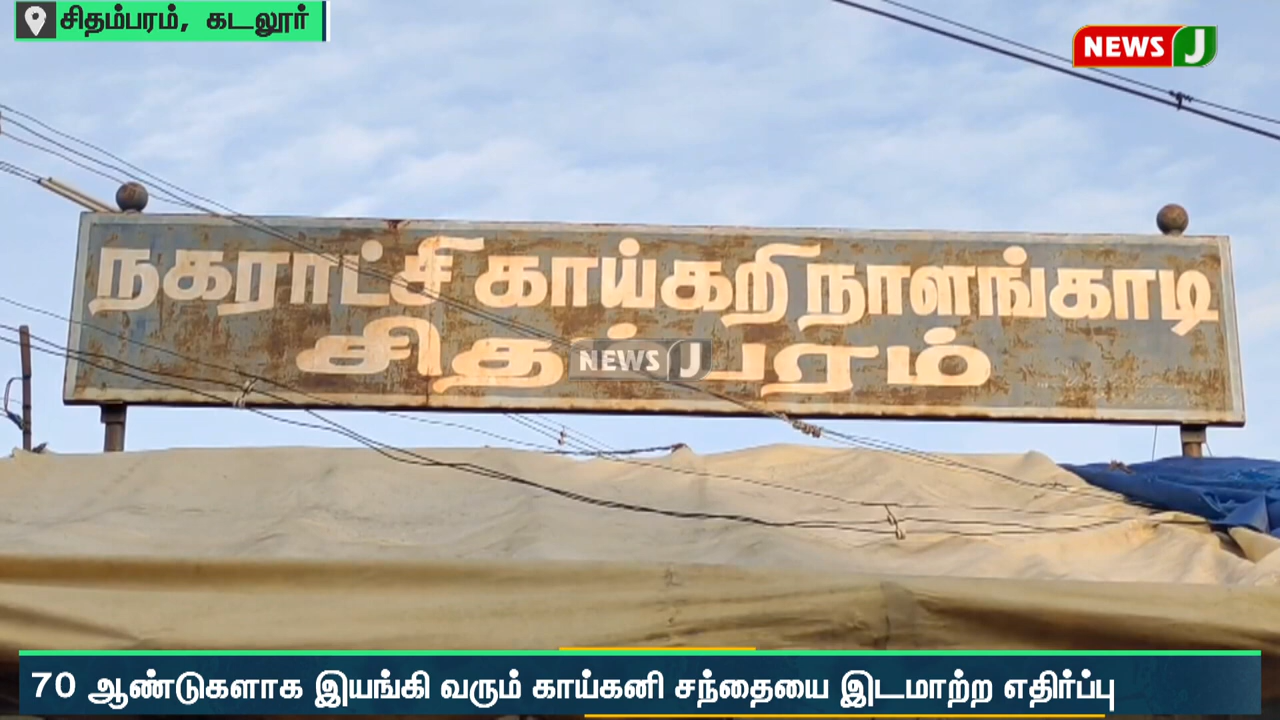 சிதம்பரம், கடலூர்
NEWS J
நகராட்சி காய்கறி நாளங்காடி
சிதம்பரம்
NEWS J
70 ஆண்டுகளாக இயங்கி வரும் காய்கனி சந்தையை இடமாற்ற எதிர்ப்பு